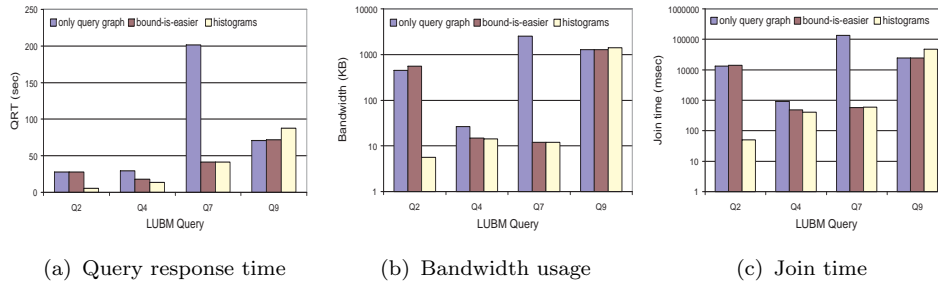 only query graph bound-is-easier histograms
QRT (sec)
250
200
150
100
50
0
Q2 Q4 Q7 Q9
LUBM Query
(a) Query response time
only query graph bound-is-easier histograms
Bandwidth (KB)
10000
1000
100
10
1
Q2 Q4 Q7 Q9
LUBM Query
(b) Bandwidth usage
only query graph bound-is-easier histograms
Join time (msec)
1000000
100000
10000
1000
100
10
1
Q2 Q4 Q7 Q9
LUBM Query
(c) Join time